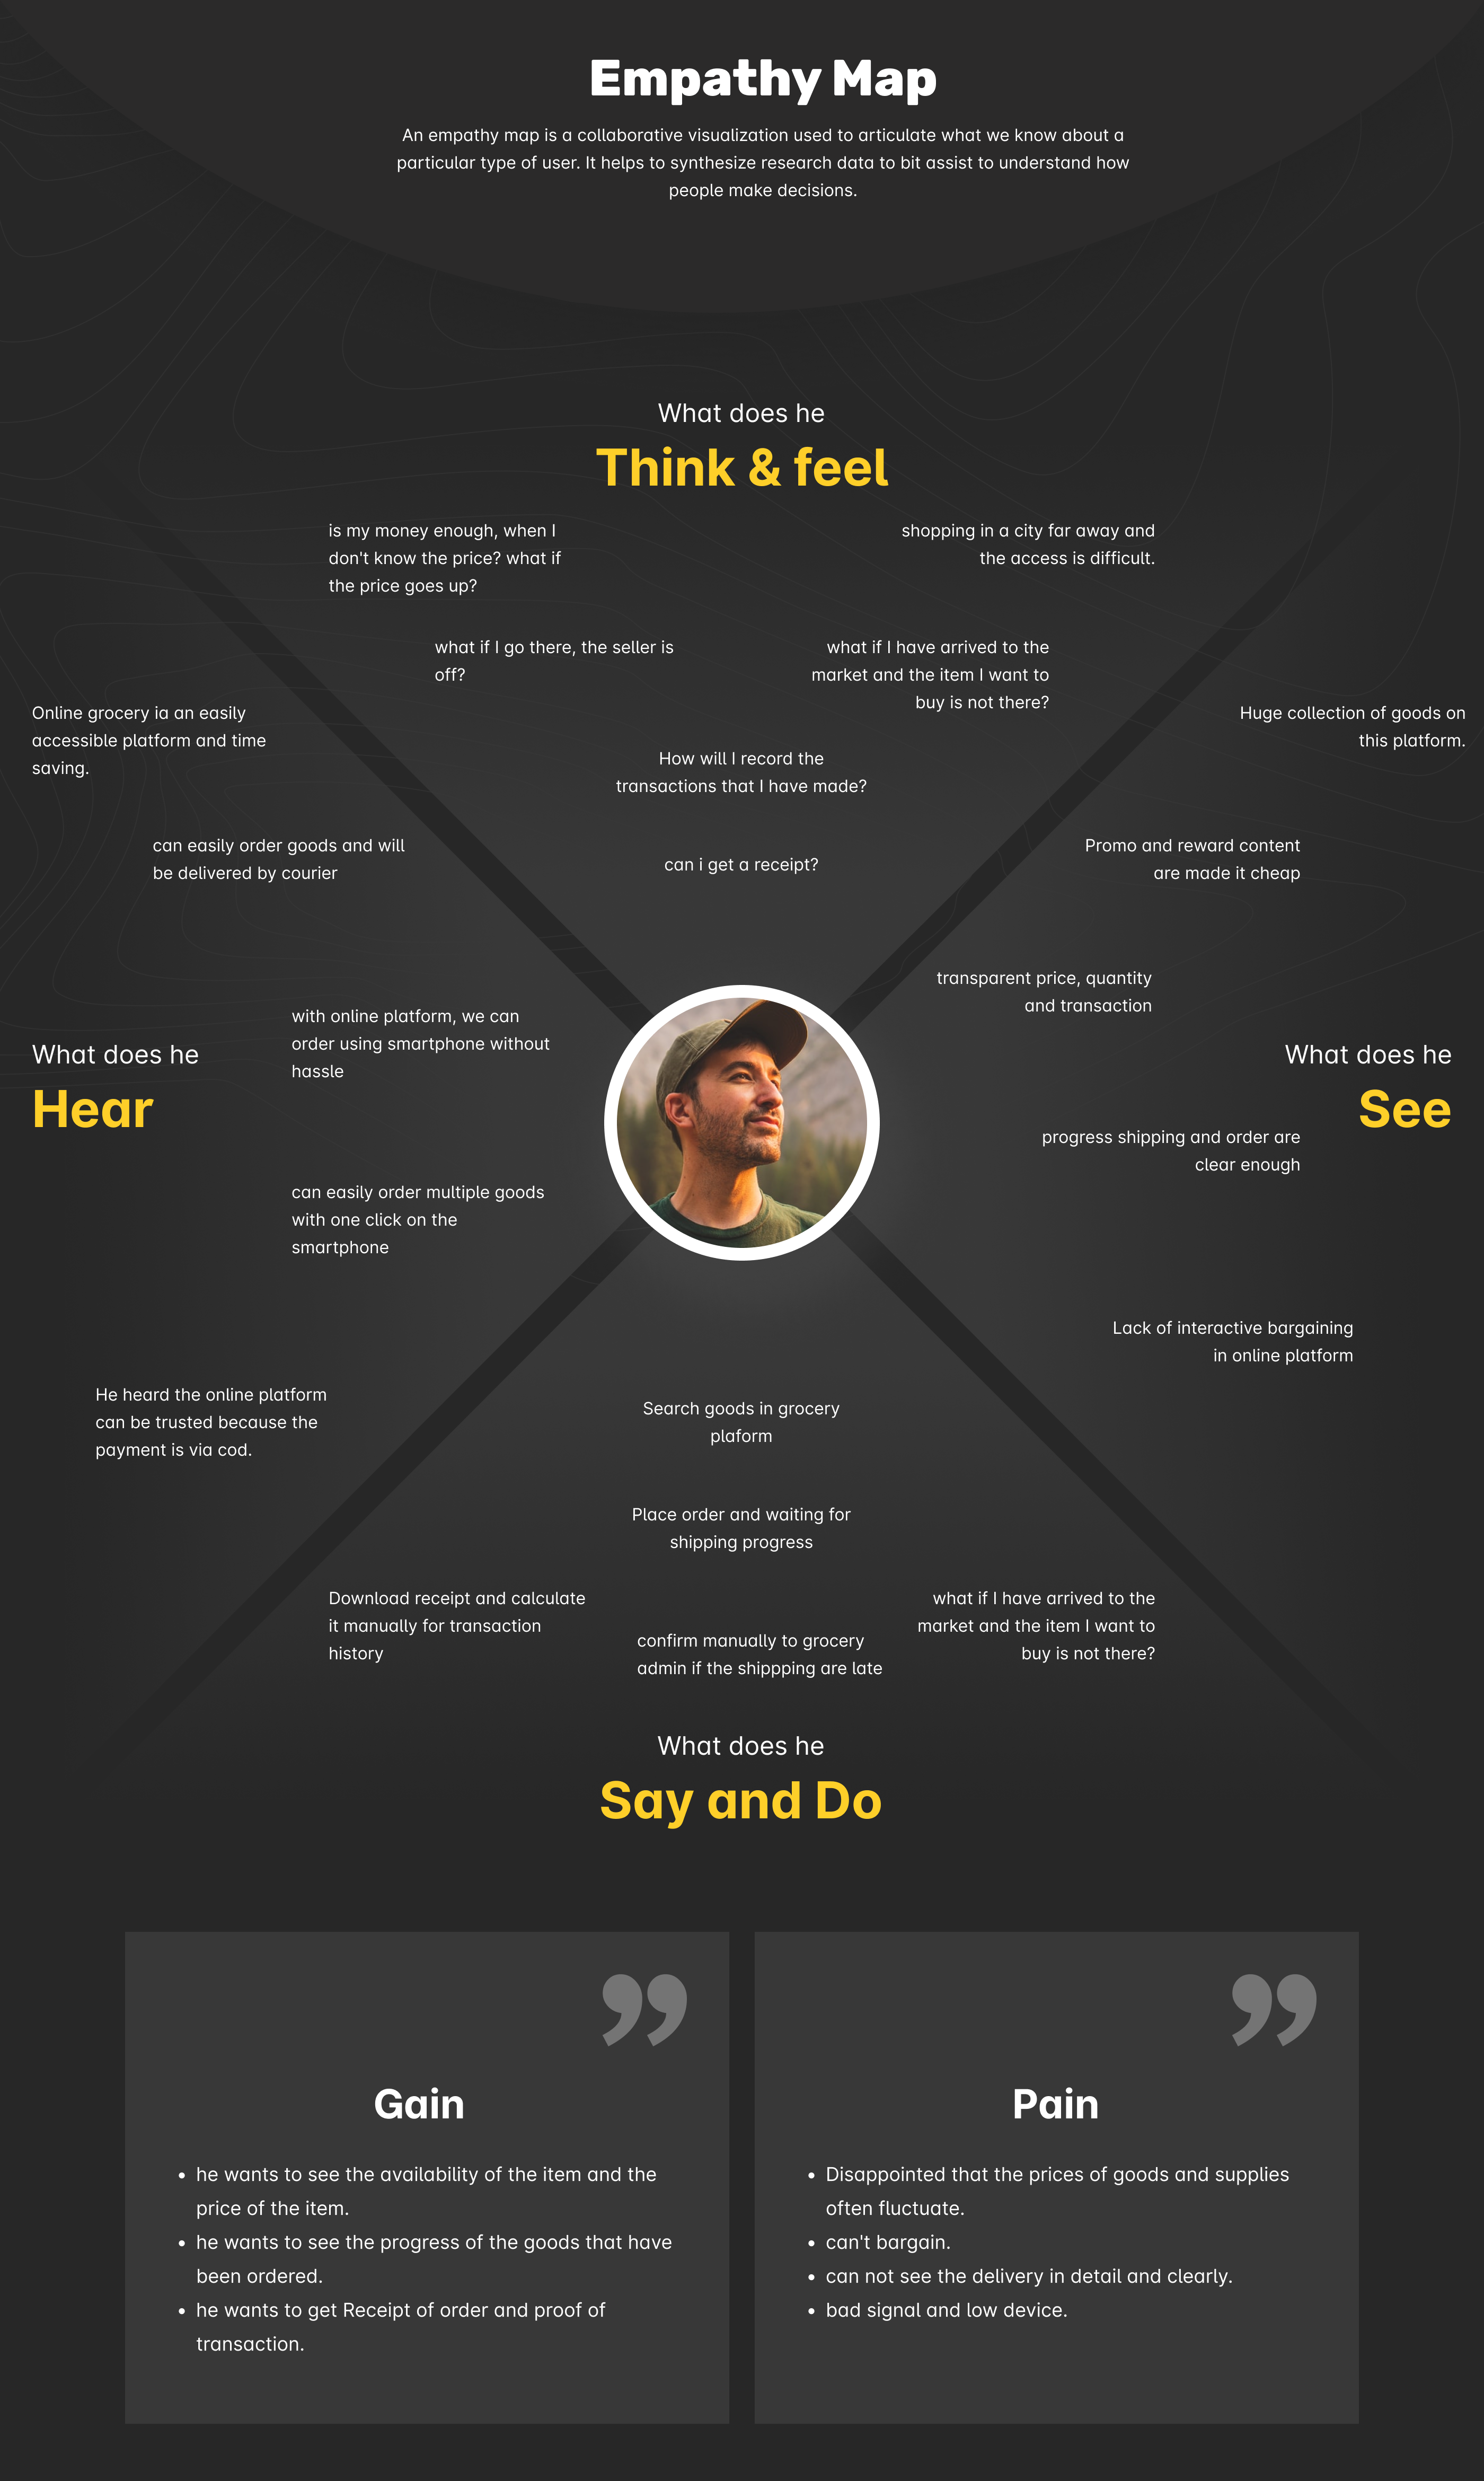 Empathy Map
An empathy map is a collaborative visualization used to articulate what we know about a
particular type of user. It helps to synthesize research data to bit assist to understand how
people make decisions.
What does he
Think & feel
is my money enough, when I
don't know the price? what if
the price goes up?
shopping in a city far away and
the access is difficult.
what if I go there, the seller is
off?
what if I have arrived to the
market and the item I want to
buy is not there?
How will I record the
transactions that I have made?
can i get a receipt?
Online grocery ia an easily
accessible platform and time
saving.
can easily order goods and will
be delivered by courier
with online platform, we can
order using smartphone without
hassle
What does he
Hear
can easily order multiple goods
with one click on the
smartphone
He heard the online platform
can be trusted because the
payment is via cod.
Huge collection of goods on
this platform.
Promo and reward content
are made it cheap
transparent price, quantity
and transaction
What does he
See
progress shipping and order are
clear enough
Lack of interactive bargaining
in online platform
Search goods in grocery
plaform
Place order and waiting for
shipping progress
Download receipt and calculate
it manually for transaction
history
confirm manually to grocery
admin if the shippping are late
what if I have arrived to the
market and the item I want to
buy is not there?
What does he
Say and Do
Gain
• he wants to see the availability of the item and the
price of the item.
• he wants to see the progress of the goods that have
been ordered.
• he wants to get Receipt of order and proof of
transaction.
Pain
• Disappointed that the prices of goods and supplies
often fluctuate.
• can't bargain.
• can not see the delivery in detail and clearly.
• bad signal and low device.